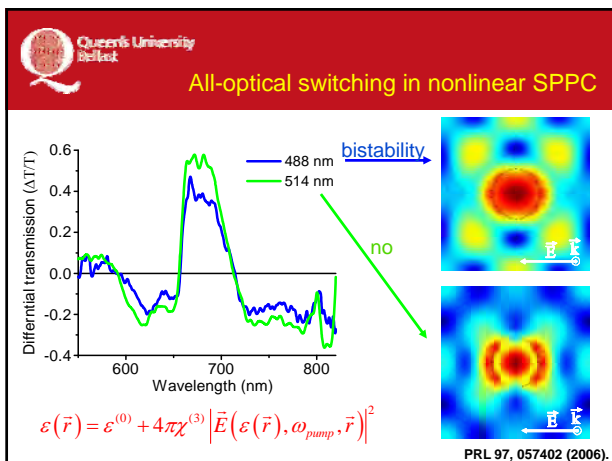 Queen's University
Belfast
All-optical switching in nonlinear SPPC
0.6
0.4
0.2
0.0
-0.2
-0.4
Differntial transmission (ΔT/T)
600
700
800
Wavelength (nm)
488 nm
514 nm
bistability
no
E⃗ k⃗
E⃗ k⃗
ε(r⃗) = ε^(0) + 4πχ^(3) |E⃗(ε(r⃗), ω_pump, r⃗)|^2
PRL 97, 057402 (2006).